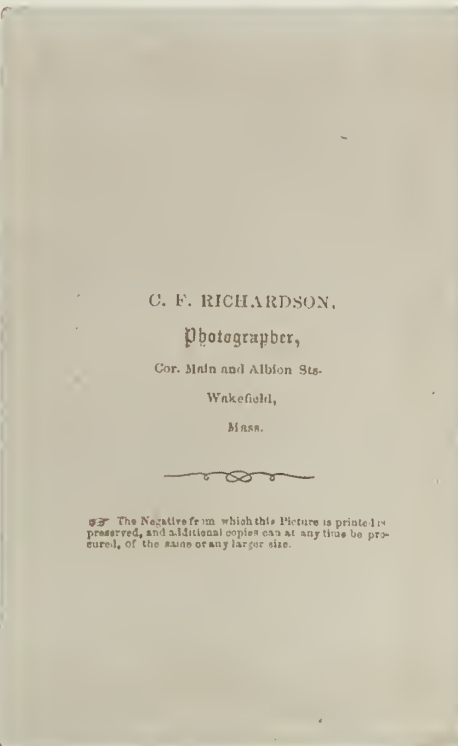 C. F. RICHARDSON,
Photographer,
Cor. Main and Albion Sts.
Wakefield,
Mass.
☞ The Negative from which this Picture is printed is
preserved, and additional copies can at any time be pro-
cured, of the same or any larger size.